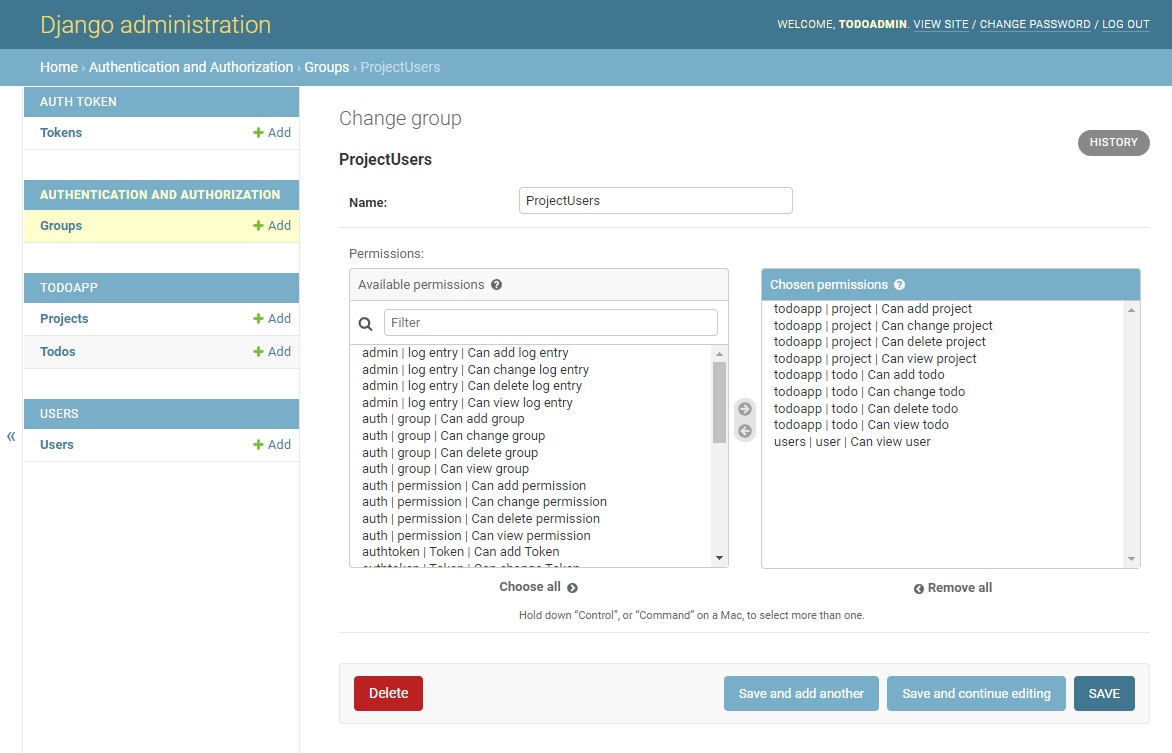 Django administration
WELCOME, TODOADMIN. VIEW SITE / CHANGE PASSWORD / LOG OUT
Home › Authentication and Authorization › Groups › ProjectUsers
AUTH TOKEN
Tokens + Add
AUTHENTICATION AND AUTHORIZATION
Groups + Add
TODOAPP
Projects + Add
Todos + Add
USERS
Users + Add
«
Change group
HISTORY
ProjectUsers
Name: ProjectUsers
Permissions:
Available permissions ?
Filter
admin | log entry | Can add log entry
admin | log entry | Can change log entry
admin | log entry | Can delete log entry
admin | log entry | Can view log entry
auth | group | Can add group
auth | group | Can change group
auth | group | Can delete group
auth | group | Can view group
auth | permission | Can add permission
auth | permission | Can change permission
auth | permission | Can delete permission
auth | permission | Can view permission
authtoken | Token | Can add Token
authtoken | Token | Can change Token
Choose all
Chosen permissions ?
todoapp | project | Can add project
todoapp | project | Can change project
todoapp | project | Can delete project
todoapp | project | Can view project
todoapp | todo | Can add todo
todoapp | todo | Can change todo
todoapp | todo | Can delete todo
todoapp | todo | Can view todo
users | user | Can view user
Remove all
Hold down “Control”, or “Command” on a Mac, to select more than one.
Delete
Save and add another
Save and continue editing
SAVE